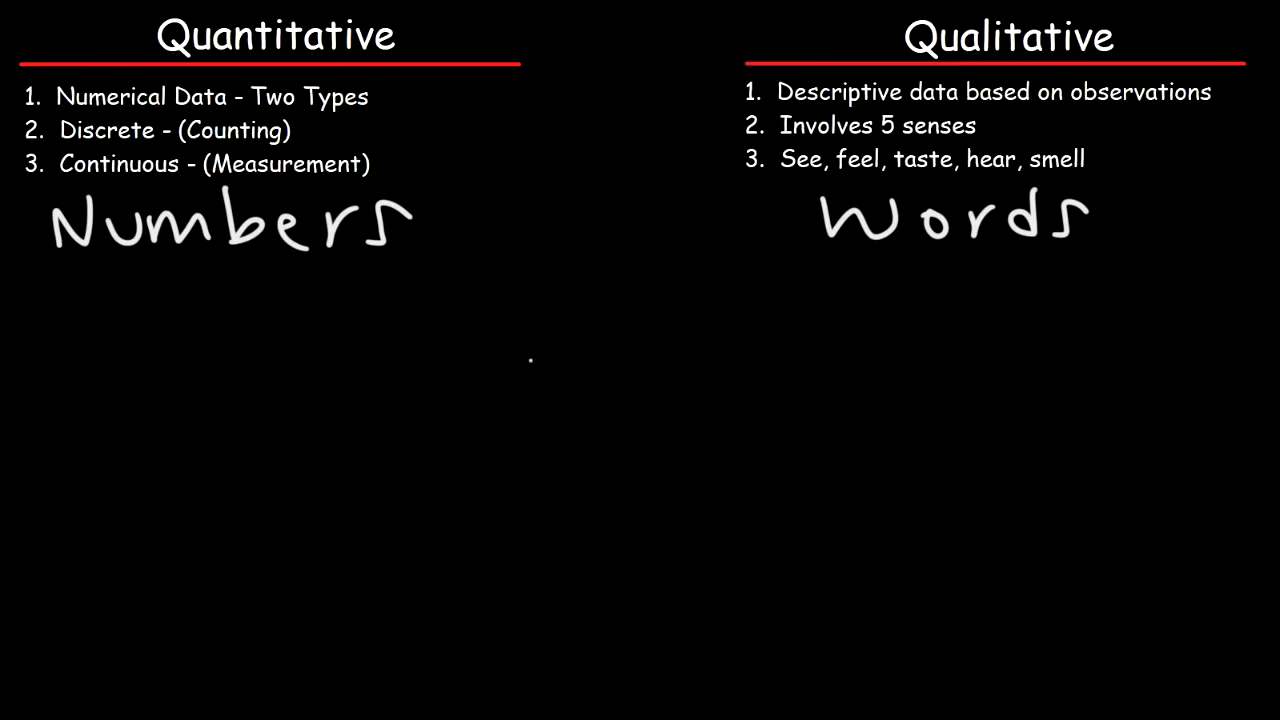 Quantitative
1. Numerical Data - Two Types
2. Discrete - (Counting)
3. Continuous - (Measurement)
Numbers
Qualitative
1. Descriptive data based on observations
2. Involves 5 senses
3. See, feel, taste, hear, smell
Words